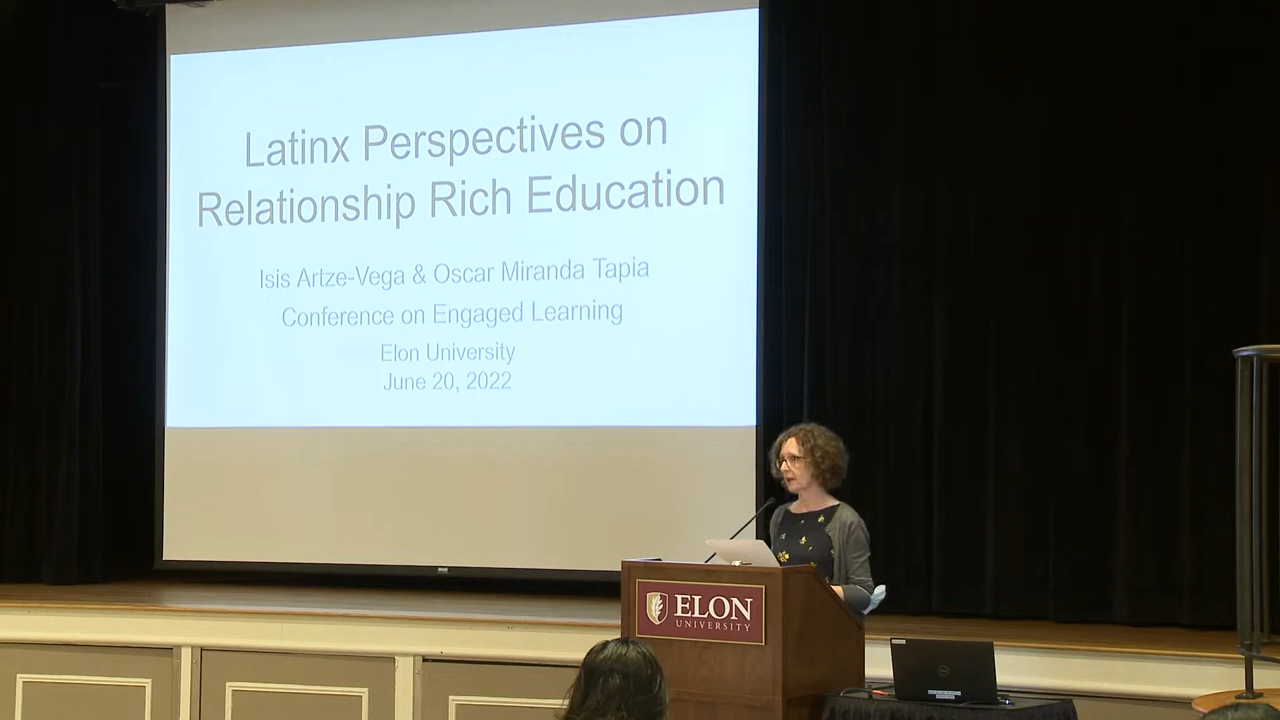 Latinx Perspectives on
Relationship Rich Education
Isis Artze-Vega & Oscar Miranda Tapia
Conference on Engaged Learning
Elon University
June 20, 2022
ELON
UNIVERSITY